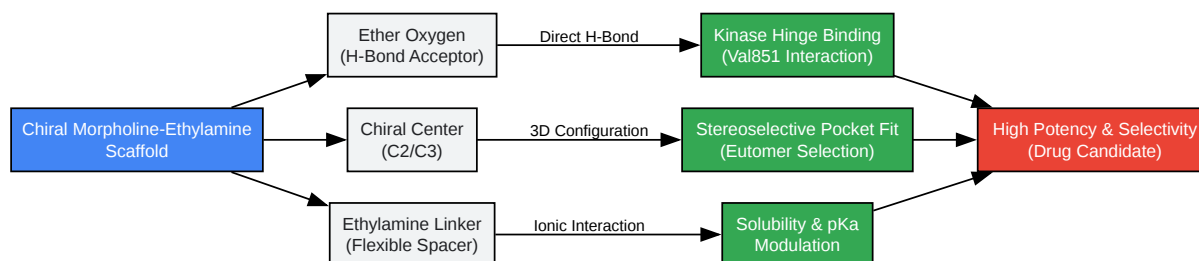 Ether Oxygen
(H-Bond Acceptor)
Direct H-Bond
Kinase Hinge Binding
(Val851 Interaction)
Chiral Morpholine-Ethylamine
Scaffold
Chiral Center
(C2/C3)
3D Configuration
Stereoselective Pocket Fit
(Eutomer Selection)
High Potency & Selectivity
(Drug Candidate)
Ethylamine Linker
(Flexible Spacer)
Ionic Interaction
Solubility & pKa
Modulation